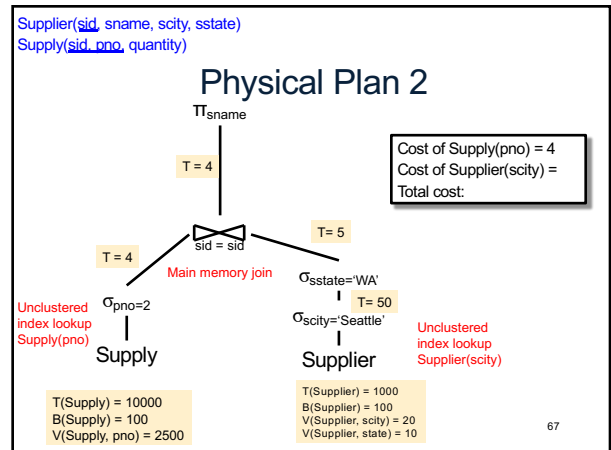 Supplier(sid, sname, scity, sstate)
Supply(sid, pno, quantity)
Physical Plan 2
πsname
Cost of Supply(pno) = 4
Cost of Supplier(scity) =
Total cost:
T = 4
sid = sid
T= 5
T = 4
Main memory join
σsstate=‘WA’
T= 50
σpno=2
σscity=‘Seattle’
Unclustered
index lookup
Supply(pno)
Unclustered
index lookup
Supplier(scity)
Supply
Supplier
T(Supply) = 10000
B(Supply) = 100
V(Supply, pno) = 2500
T(Supplier) = 1000
B(Supplier) = 100
V(Supplier, scity) = 20
V(Supplier, state) = 10
67